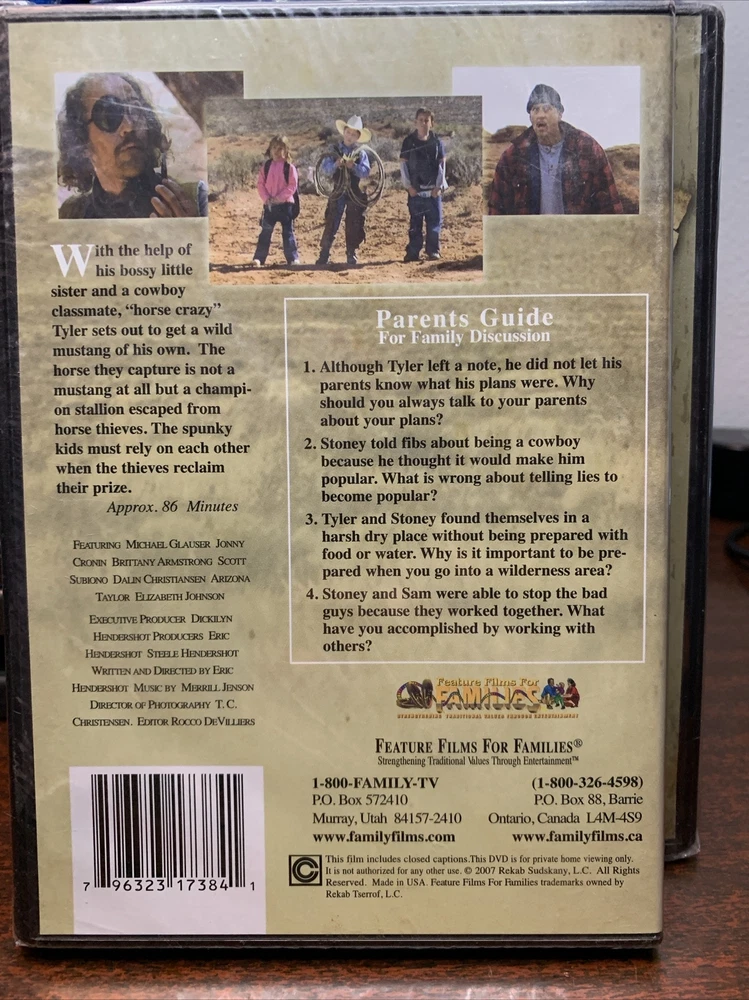 With the help of
his bossy little
sister and a cowboy
classmate, “horse crazy”
Tyler sets out to get a wild
mustang of his own. The
horse they capture is not a
mustang at all but a champi-
on stallion escaped from
horse thieves. The spunky
kids must rely on each other
when the thieves reclaim
their prize.
Approx. 86 Minutes
FEATURING MICHAEL GLAUSER JONNY
CRONIN BRITTANY ARMSTRONG SCOTT
SUBIONO DALIN CHRISTIANSEN ARIZONA
TAYLOR ELIZABETH JOHNSON
EXECUTIVE PRODUCER DICKILYN
HENDERSHOT PRODUCERS ERIC
HENDERSHOT STEELE HENDERSHOT
WRITTEN AND DIRECTED BY ERIC
HENDERSHOT MUSIC BY MERRILL JENSON
DIRECTOR OF PHOTOGRAPHY T. C.
CHRISTENSEN. EDITOR ROCCO DEVILLIERS
7 96323 17384 1
Parents Guide
For Family Discussion
1. Although Tyler left a note, he did not let his
parents know what his plans were. Why
should you always talk to your parents
about your plans?
2. Stoney told fibs about being a cowboy
because he thought it would make him
popular. What is wrong about telling lies to
become popular?
3. Tyler and Stoney found themselves in a
harsh dry place without being prepared with
food or water. Why is it important to be pre-
pared when you go into a wilderness area?
4. Stoney and Sam were able to stop the bad
guys because they worked together. What
have you accomplished by working with
others?
Feature Films For
FAMILIES
STRENGTHENING TRADITIONAL VALUES THROUGH ENTERTAINMENT
FEATURE FILMS FOR FAMILIES®
Strengthening Traditional Values Through Entertainment™
1-800-FAMILY-TV (1-800-326-4598)
P.O. Box 572410 P.O. Box 88, Barrie
Murray, Utah 84157-2410 Ontario, Canada L4M-4S9
www.familyfilms.com www.familyfilms.ca
This film includes closed captions.This DVD is for private home viewing only.
It is not authorized for any other use. © 2007 Rekab Sudskany, L.C. All Rights
Reserved. Made in USA. Feature Films For Families trademarks owned by
Rekab Tserrof, L.C.